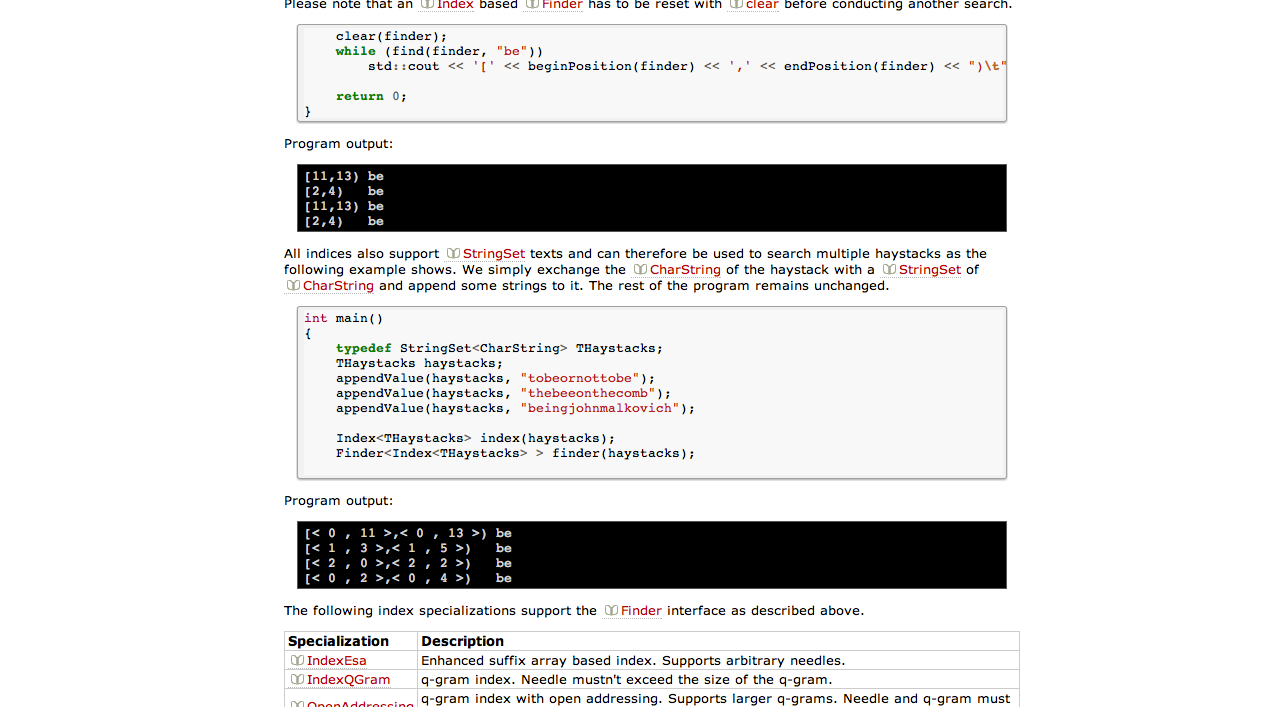 Please note that an Index based Finder has to be reset with clear before conducting another search.
clear(finder);
while (find(finder, "be"))
std::cout << '[' << beginPosition(finder) << ',' << endPosition(finder) << ")\t"
return 0;
}
Program output:
[11,13) be
[2,4) be
[11,13) be
[2,4) be
All indices also support StringSet texts and can therefore be used to search multiple haystacks as the
following example shows. We simply exchange the CharString of the haystack with a StringSet of
CharString and append some strings to it. The rest of the program remains unchanged.
int main()
{
typedef StringSet<CharString> THaystacks;
THaystacks haystacks;
appendValue(haystacks, "tobeornottobe");
appendValue(haystacks, "thebeeonthecomb");
appendValue(haystacks, "beingjohnmalkovich");
Index<THaystacks> index(haystacks);
Finder<Index<THaystacks> > finder(haystacks);
Program output:
[< 0 , 11 >,< 0 , 13 >) be
[< 1 , 3 >,< 1 , 5 >) be
[< 2 , 0 >,< 2 , 2 >) be
[< 0 , 2 >,< 0 , 4 >) be
The following index specializations support the Finder interface as described above.
Specialization Description
IndexEsa Enhanced suffix array based index. Supports arbitrary needles.
IndexQGram q-gram index. Needle mustn't exceed the size of the q-gram.
OpenAddressing q-gram index with open addressing. Supports larger q-grams. Needle and q-gram must